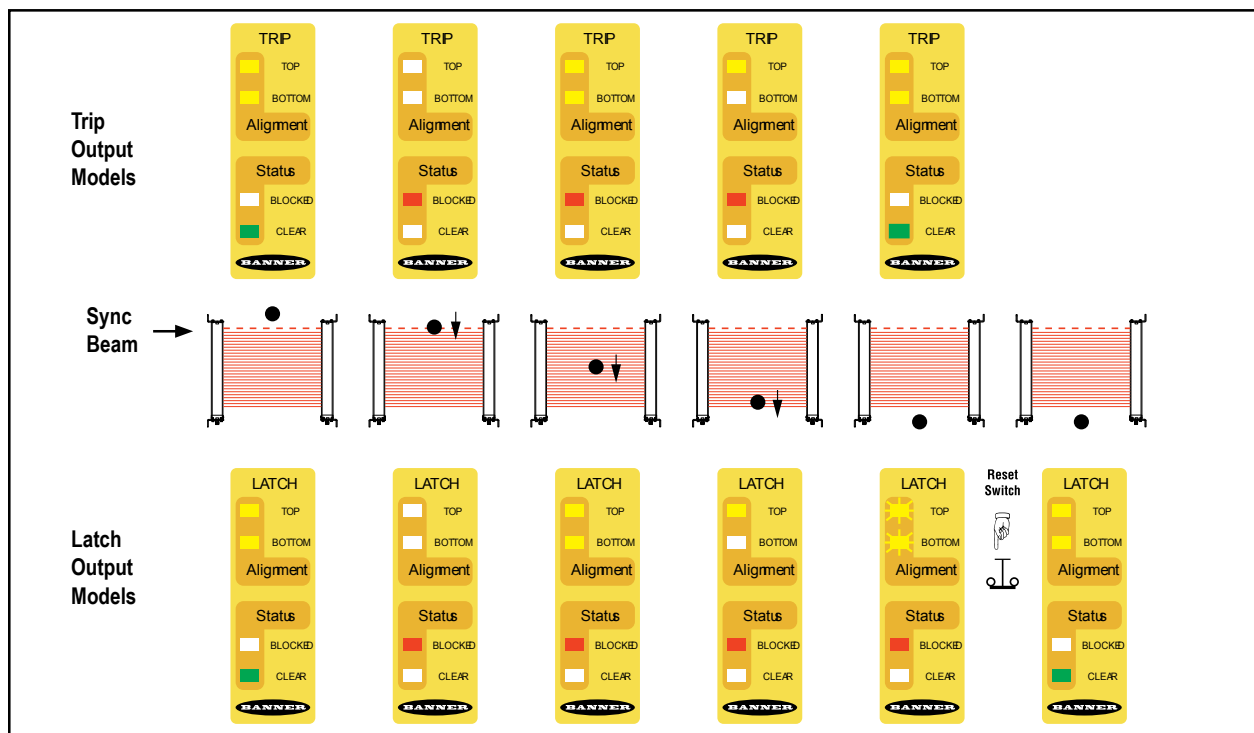 Trip
Output
Models
TRIP
TOP
BOTTOM
Alignment
Status
BLOCKED
CLEAR
BANNER
TRIP
TOP
BOTTOM
Alignment
Status
BLOCKED
CLEAR
BANNER
TRIP
TOP
BOTTOM
Alignment
Status
BLOCKED
CLEAR
BANNER
TRIP
TOP
BOTTOM
Alignment
Status
BLOCKED
CLEAR
BANNER
TRIP
TOP
BOTTOM
Alignment
Status
BLOCKED
CLEAR
BANNER
Sync
Beam
Latch
Output
Models
LATCH
TOP
BOTTOM
Alignment
Status
BLOCKED
CLEAR
BANNER
LATCH
TOP
BOTTOM
Alignment
Status
BLOCKED
CLEAR
BANNER
LATCH
TOP
BOTTOM
Alignment
Status
BLOCKED
CLEAR
BANNER
LATCH
TOP
BOTTOM
Alignment
Status
BLOCKED
CLEAR
BANNER
LATCH
TOP
BOTTOM
Alignment
Status
BLOCKED
CLEAR
BANNER
Reset
Switch
LATCH
TOP
BOTTOM
Alignment
Status
BLOCKED
CLEAR
BANNER